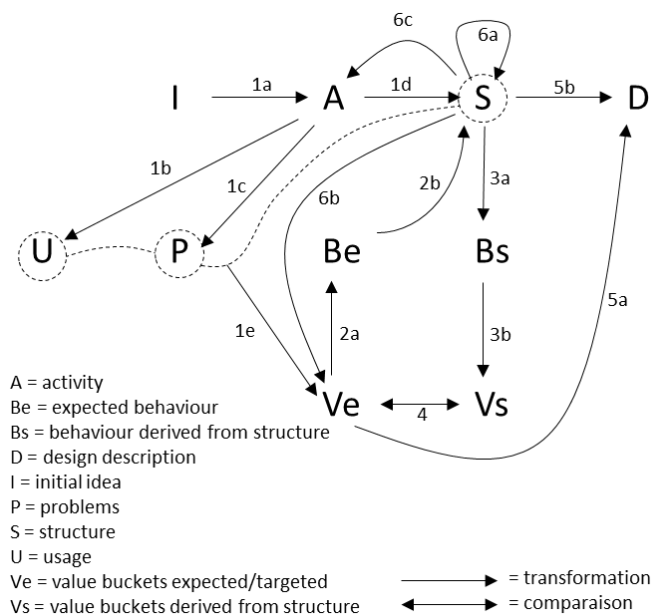 6c
6a
I
1a
A
1d
S
5b
D
1b
1c
6b
2b
3a
U
P
Be
Bs
5a
1e
2a
3b
Ve
4
Vs
A = activity
Be = expected behaviour
Bs = behaviour derived from structure
D = design description
I = initial idea
P = problems
S = structure
U = usage
Ve = value buckets expected/targeted
Vs = value buckets derived from structure
= transformation
= comparaison